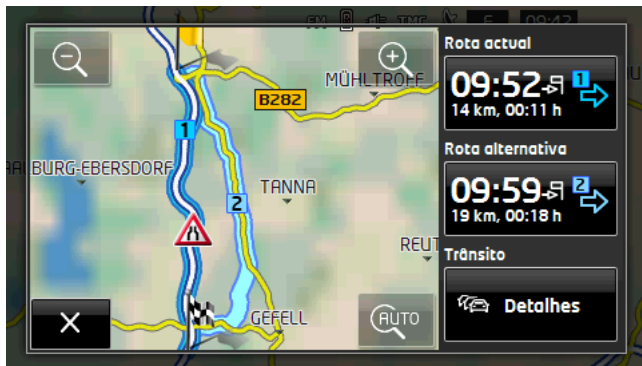 TMC
09:42
Rota actual
09:52
1
14 km, 00:11 h
MÜHLTROFF
B282
1
Rota alternativa
BURG-EBERSDORF
09:59
2
19 km, 00:18 h
TANNA
2
REUT
Trânsito
GEFELL
AUTO
Detalhes